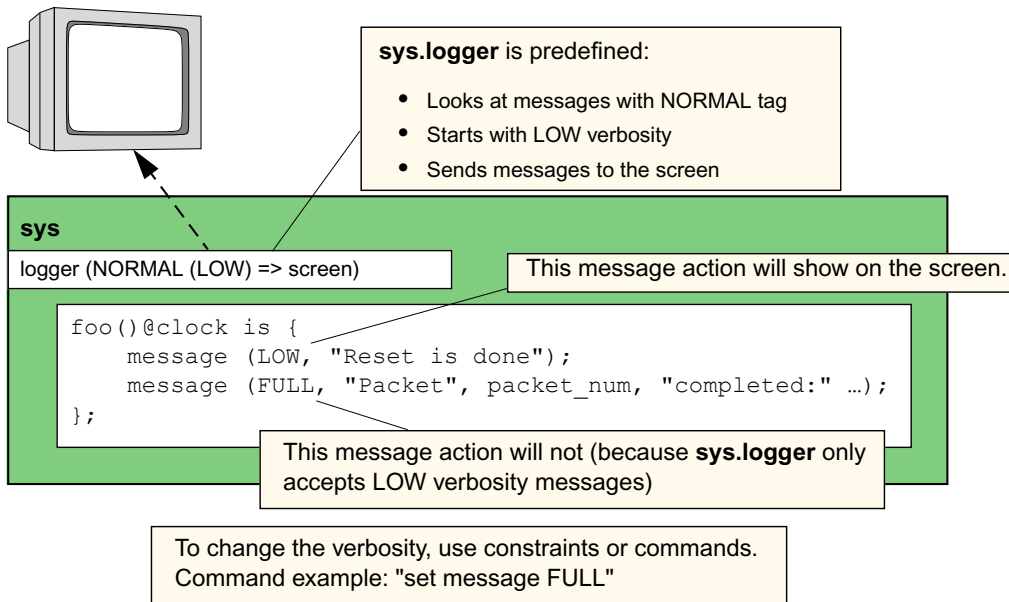 sys.logger is predefined:
• Looks at messages with NORMAL tag
• Starts with LOW verbosity
• Sends messages to the screen
sys
logger (NORMAL (LOW) => screen)
This message action will show on the screen.
foo()@clock is {
    message (LOW, "Reset is done");
    message (FULL, "Packet", packet_num, "completed:" …);
};
This message action will not (because sys.logger only
accepts LOW verbosity messages)
To change the verbosity, use constraints or commands.
Command example: "set message FULL"